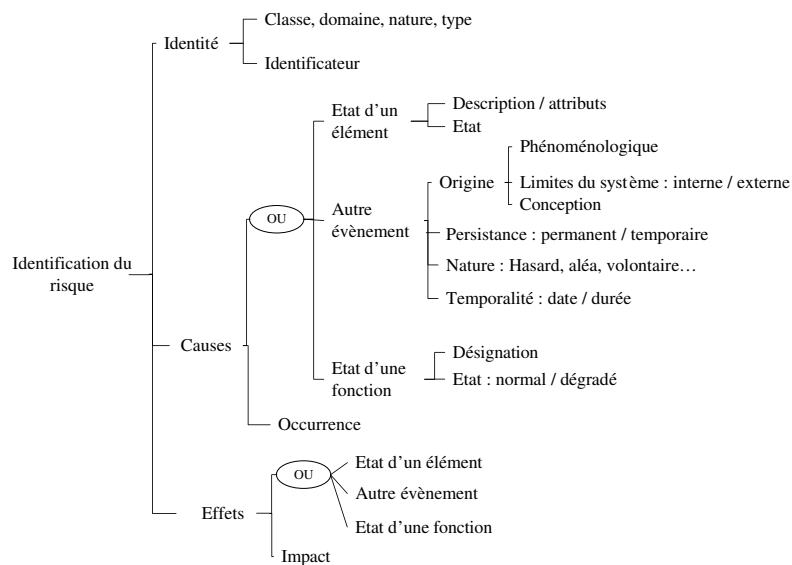 Classe, domaine, nature, type
Identité
Identificateur
Etat d'un
élément
Description / attributs
Etat
Phénoménologique
Origine
Limites du système : interne / externe
Conception
OU
Autre
évènement
Persistance : permanent / temporaire
Nature : Hasard, aléa, volontaire…
Temporalité : date / durée
Identification du
risque
Causes
Etat d'une
fonction
Désignation
Etat : normal / dégradé
Occurrence
Effets
OU
Etat d'un élément
Autre évènement
Etat d'une fonction
Impact